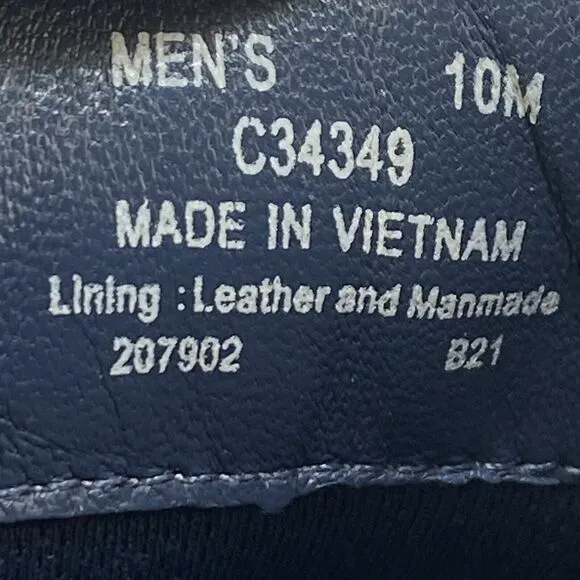 MEN'S 10M
C34349
MADE IN VIETNAM
Lining : Leather and Manmade
207902 B21